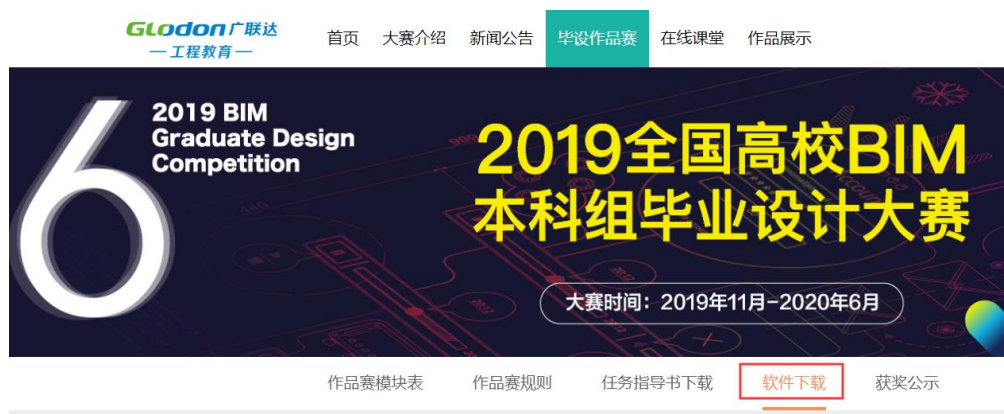 GLodon广联达
—工程教育—
首页 大赛介绍 新闻公告 毕设作品赛 在线课堂 作品展示
6
2019 BIM
Graduate Design
Competition
2019全国高校BIM
本科组毕业设计大赛
大赛时间：2019年11月-2020年6月
作品赛模块表 作品赛规则 任务指导书下载 软件下载 获奖公示